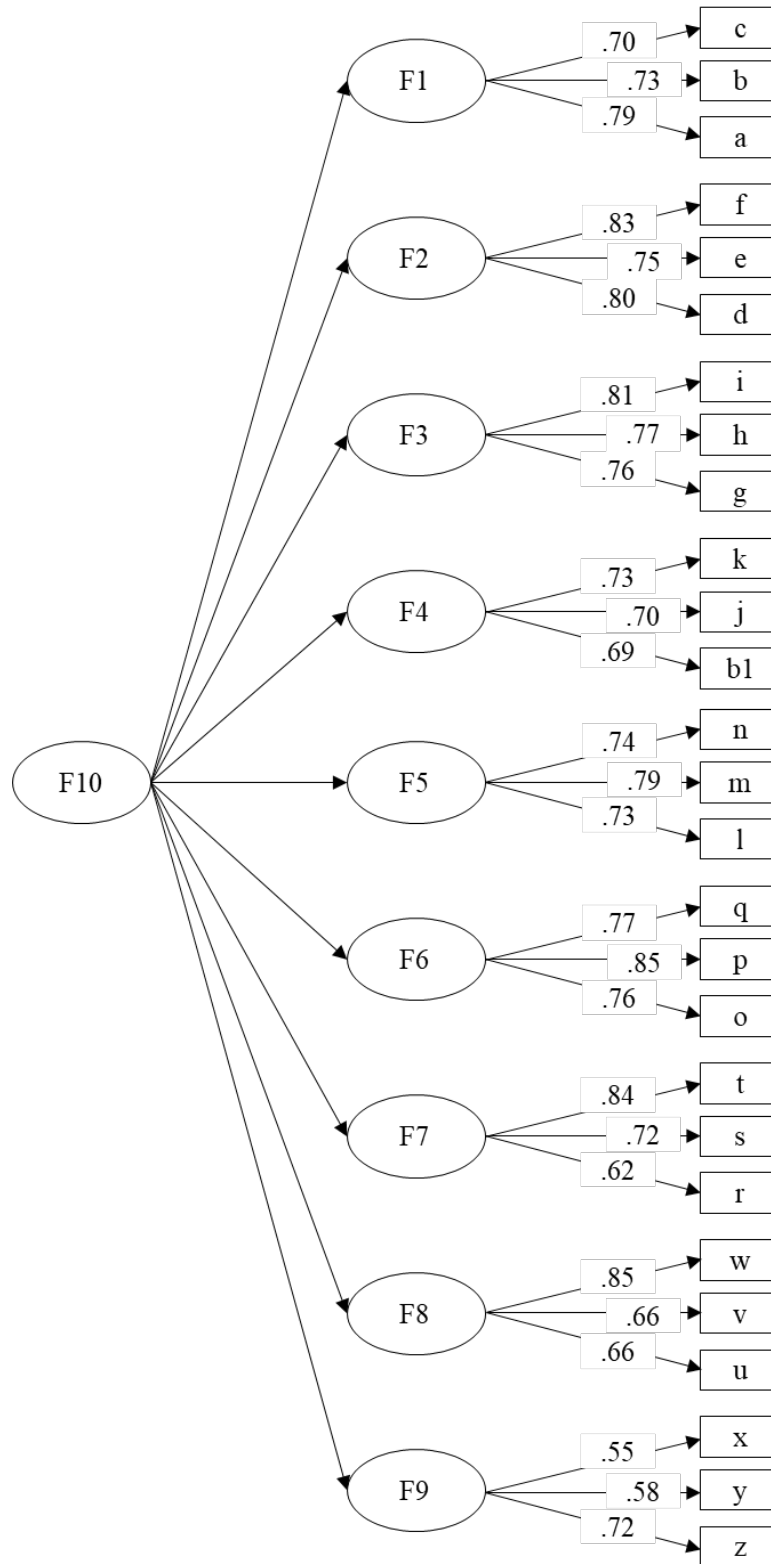 c
.70
F1
.73
b
.79
a
f
.83
F2
.75
e
.80
d
i
.81
F3
.77
h
.76
g
k
.73
F4
.70
j
.69
b1
n
.74
F10
F5
.79
m
.73
l
q
.77
F6
.85
p
.76
o
t
.84
F7
.72
s
.62
r
w
.85
F8
.66
v
.66
u
x
.55
F9
.58
y
.72
z